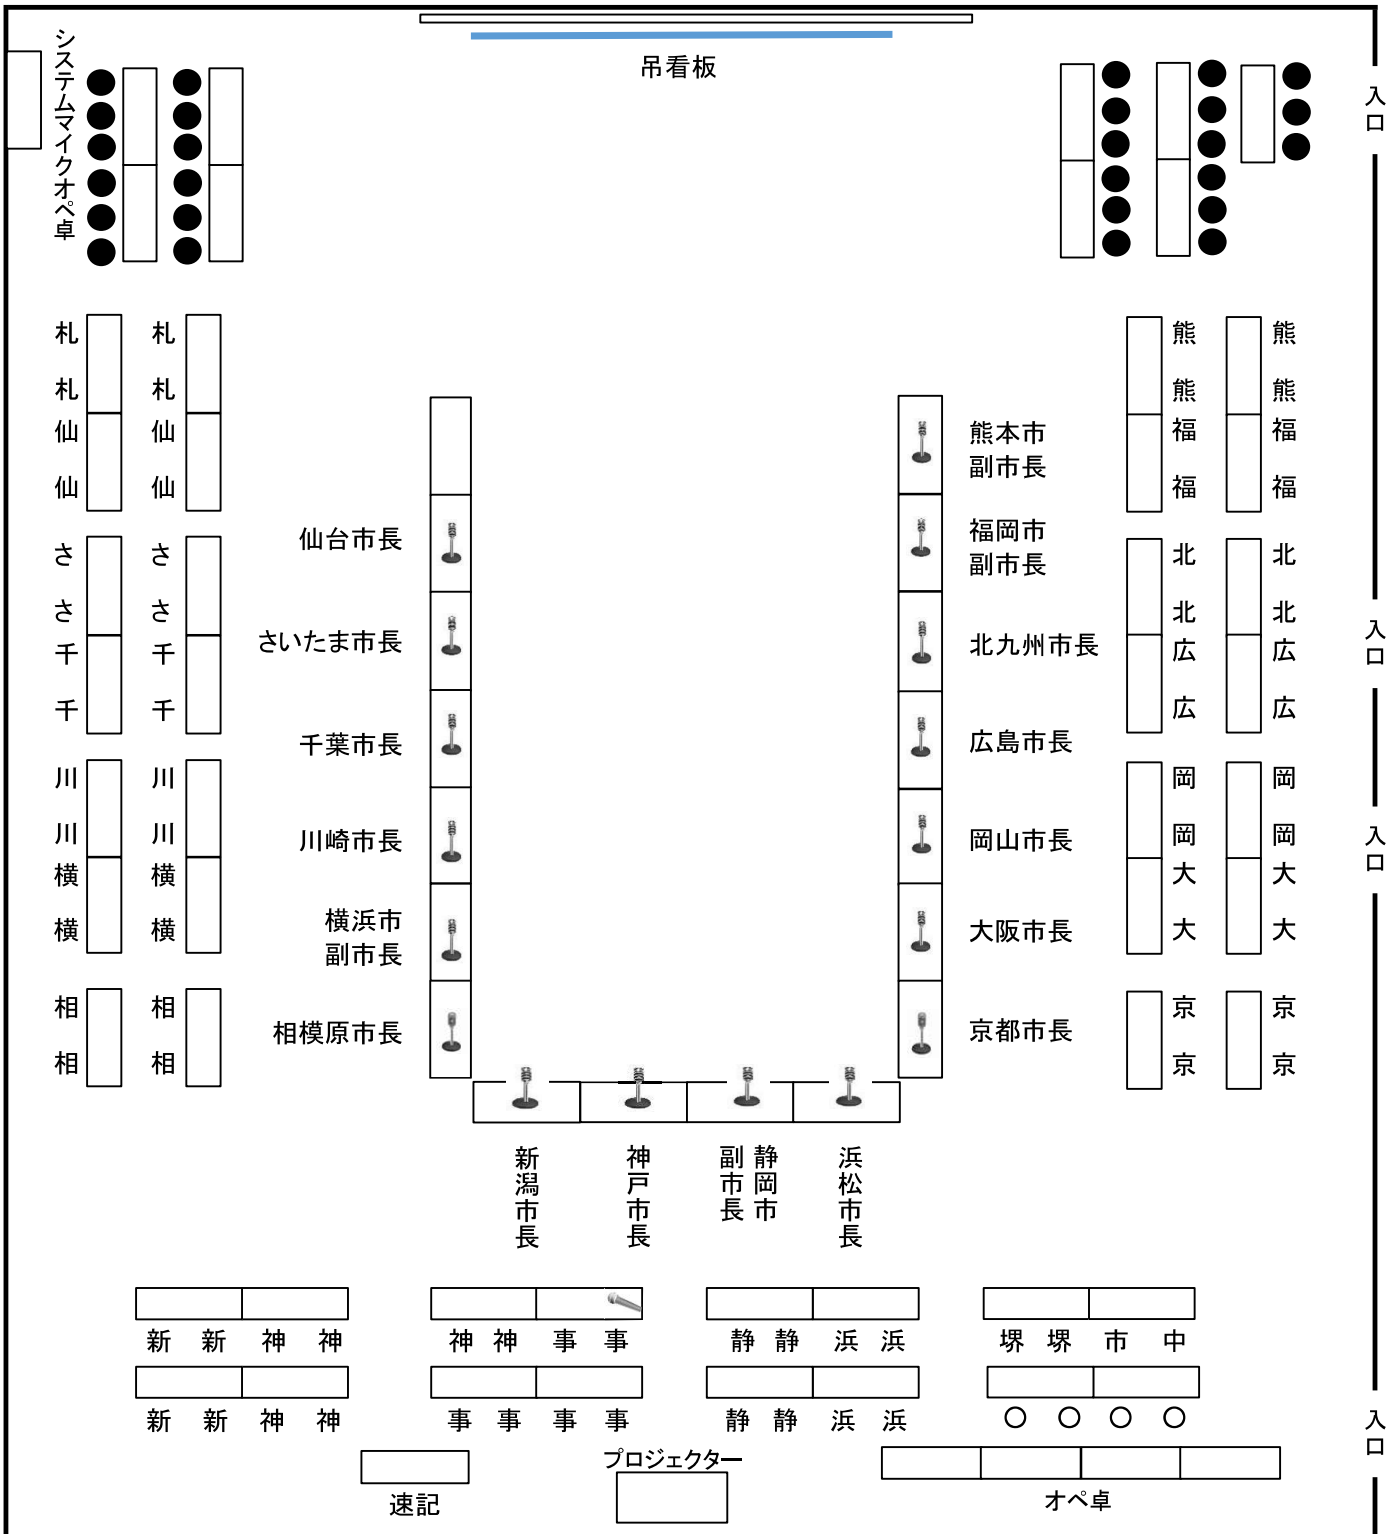 吊看板
システムマイクオペ卓
入口
札 札
札 札
仙 仙
仙 仙
さ さ
さ さ
千 千
千 千
川 川
川 川
横 横
横 横
相 相
相 相
仙台市長
さいたま市長
千葉市長
川崎市長
横浜市
副市長
相模原市長
熊本市
副市長
福岡市
副市長
北九州市長
広島市長
岡山市長
大阪市長
京都市長
熊 熊
熊 熊
福 福
福 福
北 北
北 北
広 広
広 広
岡 岡
岡 岡
大 大
大 大
京 京
京 京
入口
入口
新潟市長
神戸市長
静岡市
副市長
浜松市長
新 新 神 神 神 神 事 事 静 静 浜 浜 堺 堺 市 中
新 新 神 神 事 事 事 事 静 静 浜 浜 〇 〇 〇 〇
入口
プロジェクター
速記
オペ卓